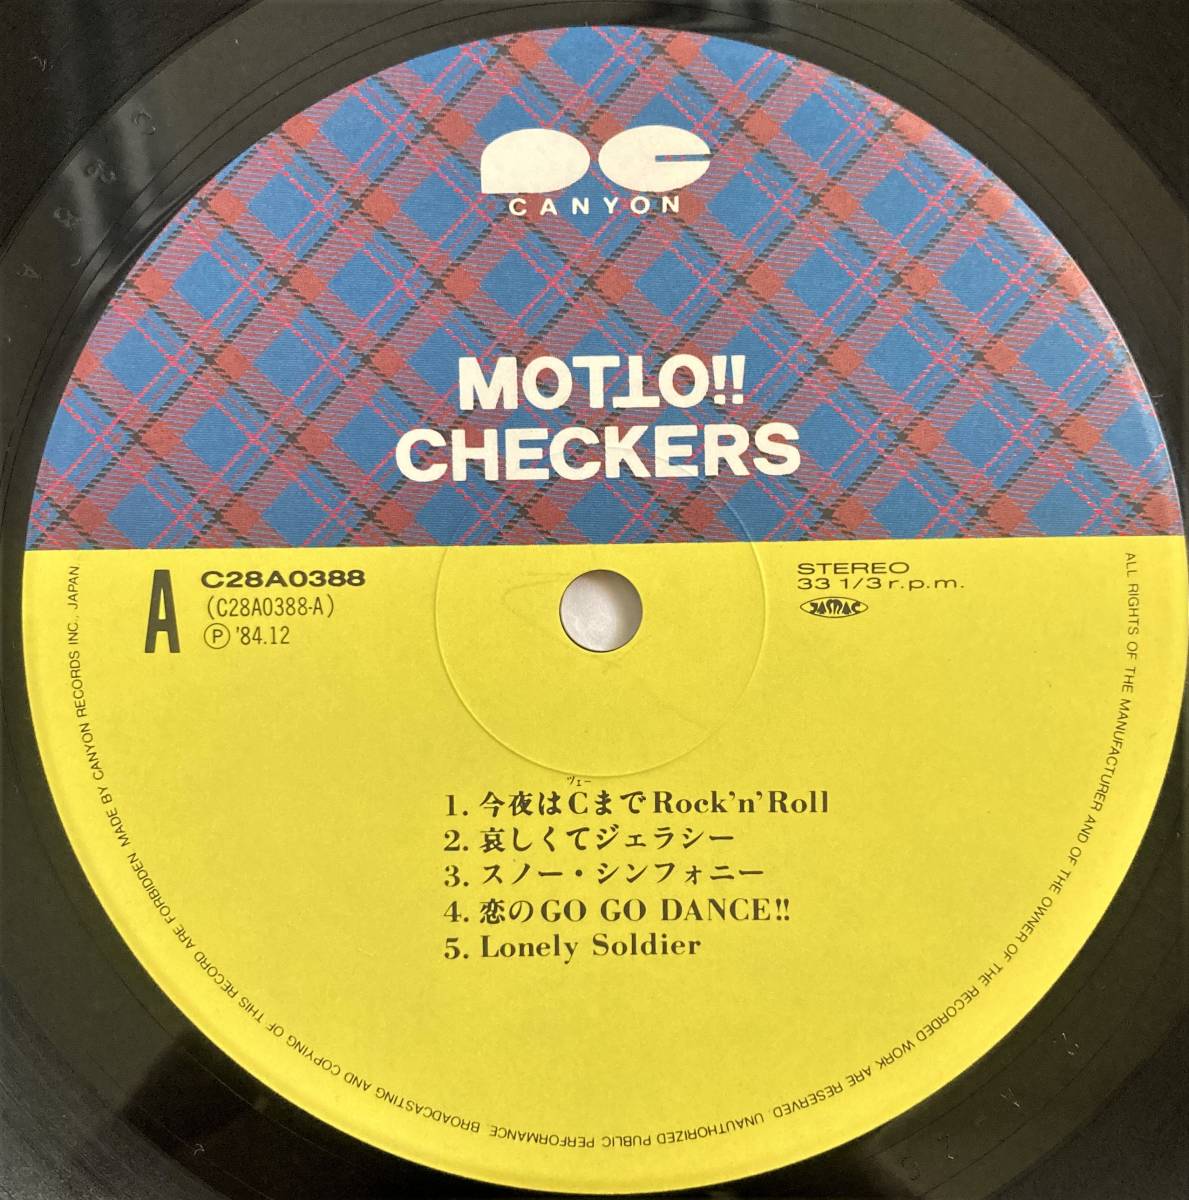 CANYON
MOTTO!!
CHECKERS
A
C28A0388
(C28A0388-A)
Ⓟ '84.12
STEREO
33 1/3 r.p.m.
JASRAC
ツェー
1. 今夜はCまでRock'n'Roll
2. 哀しくてジェラシー
3. スノー・シンフォニー
4. 恋のGO GO DANCE!!
5. Lonely Soldier
ALL RIGHTS OF THE MANUFACTURER AND OF THE OWNER OF THE RECORDED WORK ARE RESERVED. UNAUTHORIZED PUBLIC PERFORMANCE, BROADCASTING AND COPYING OF THIS RECORD ARE FORBIDDEN MADE BY CANYON RECORDS INC., JAPAN.